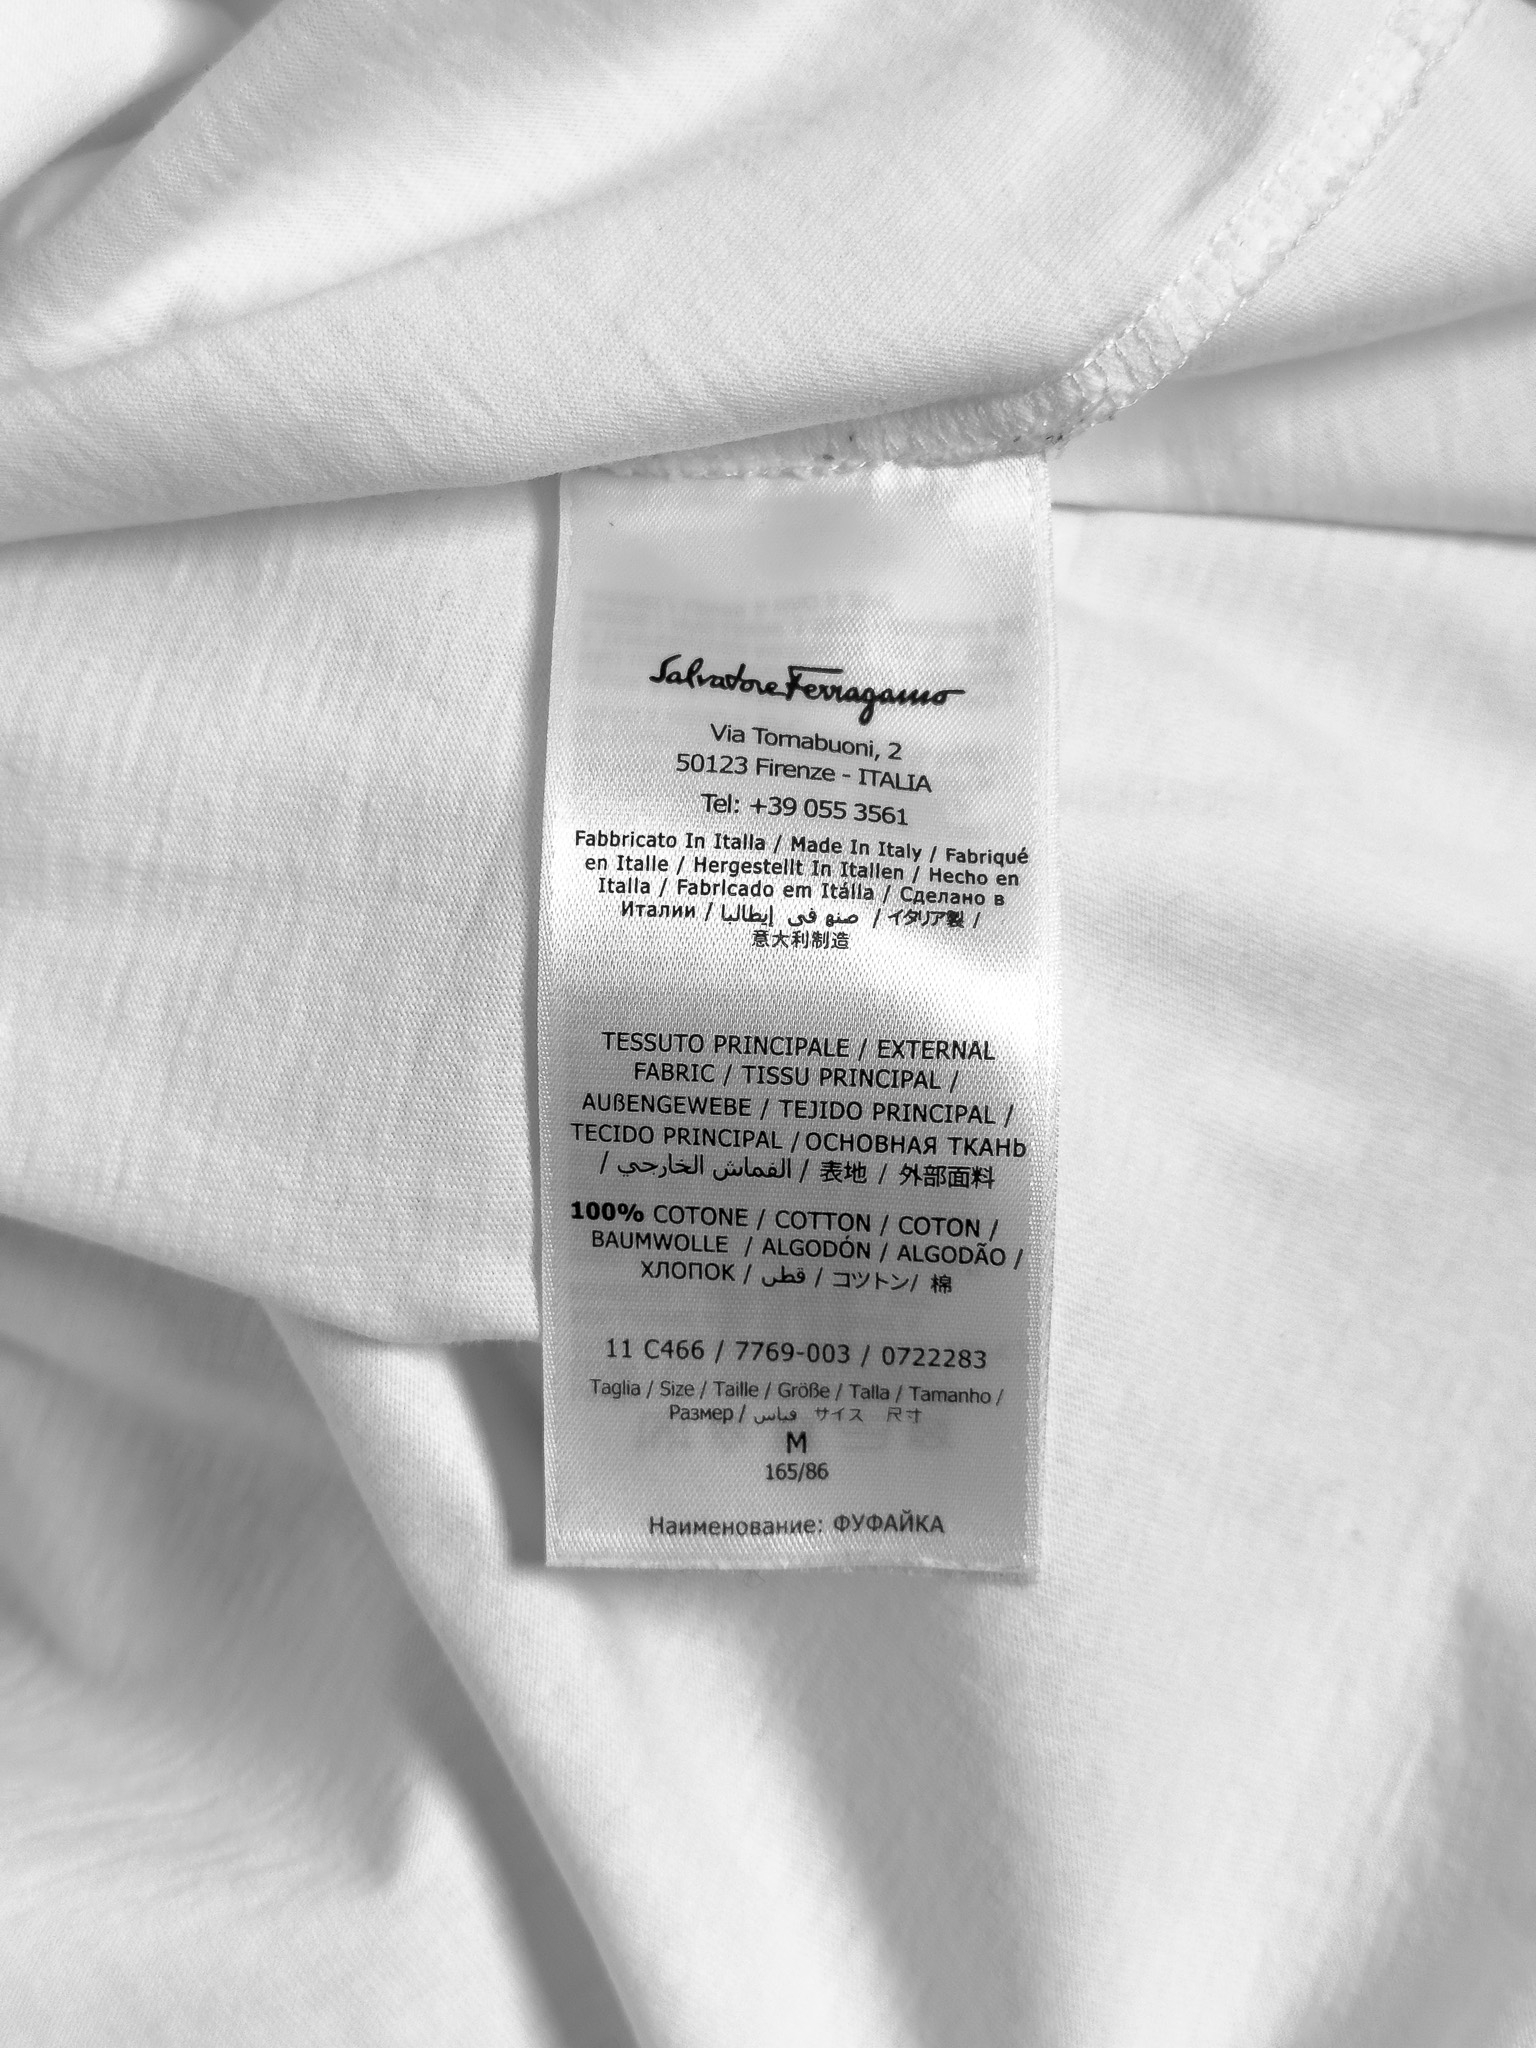 Salvatore Ferragamo
Via Tornabuoni, 2
50123 Firenze - ITALIA
Tel: +39 055 3561
Fabbricato In Italia / Made In Italy / Fabriqué
en Italie / Hergestellt In Italien / Hecho en
Italia / Fabricado em Itália / Сделано в
Италии / صنع في إيطاليا / イタリア製 /
意大利制造
TESSUTO PRINCIPALE / EXTERNAL
FABRIC / TISSU PRINCIPAL /
AUßENGEWEBE / TEJIDO PRINCIPAL /
TECIDO PRINCIPAL / ОСНОВНАЯ ТКАНЬ
/ القماش الخارجي / 表地 / 外部面料
100% COTONE / COTTON / COTON /
BAUMWOLLE / ALGODÓN / ALGODÃO /
ХЛОПОК / قطن / コットン/ 棉
11 C466 / 7769-003 / 0722283
Taglia / Size / Taille / Größe / Talla / Tamanho /
Размер / قياس サイズ 尺寸
M
165/86
Наименование: ФУФАЙКА